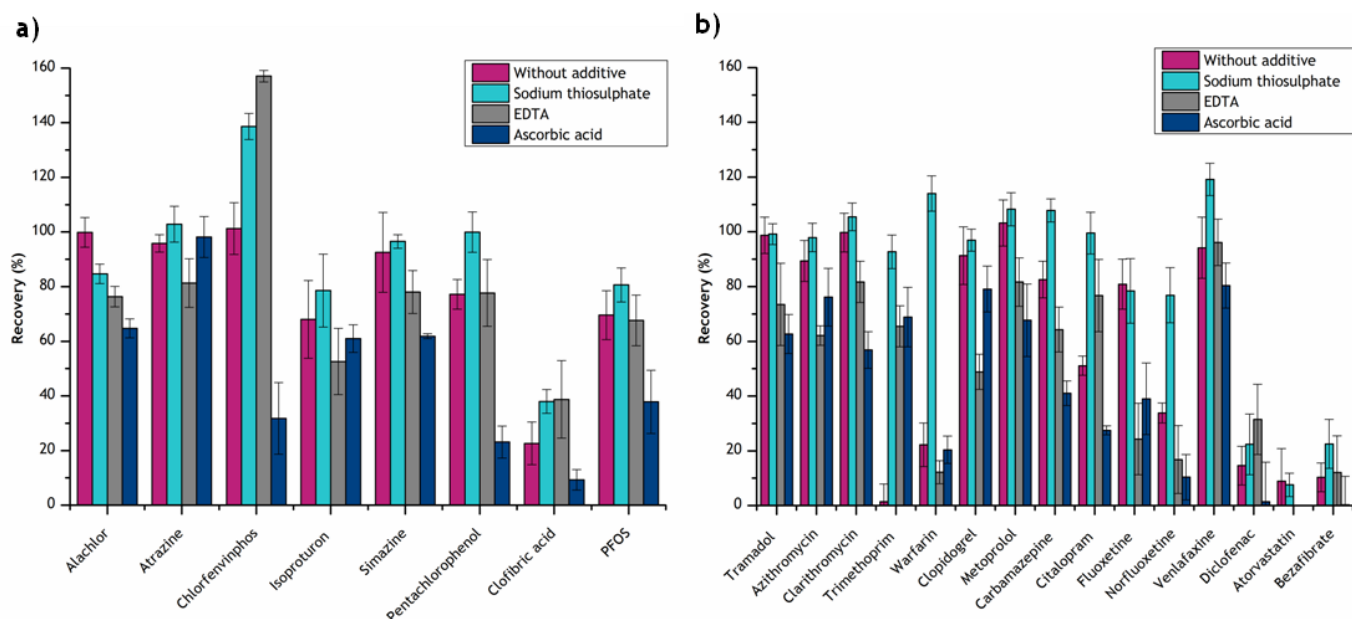 a)
Without additive
Sodium thiosulphate
EDTA
Ascorbic acid
160
140
120
100
80
60
40
20
0
Recovery (%)
Alachlor
Atrazine
Chlorfenvinphos
Isoproturon
Simazine
Pentachlorophenol
Clofibric acid
PFOS
b)
Without additive
Sodium thiosulphate
EDTA
Ascorbic acid
160
140
120
100
80
60
40
20
0
Recovery (%)
Tramadol
Azithromycin
Clarithromycin
Trimethoprim
Warfarin
Clopidogrel
Metoprolol
Carbamazepine
Citalopram
Fluoxetine
Norfluoxetine
Venlafaxine
Diclofenac
Atorvastatin
Bezafibrate